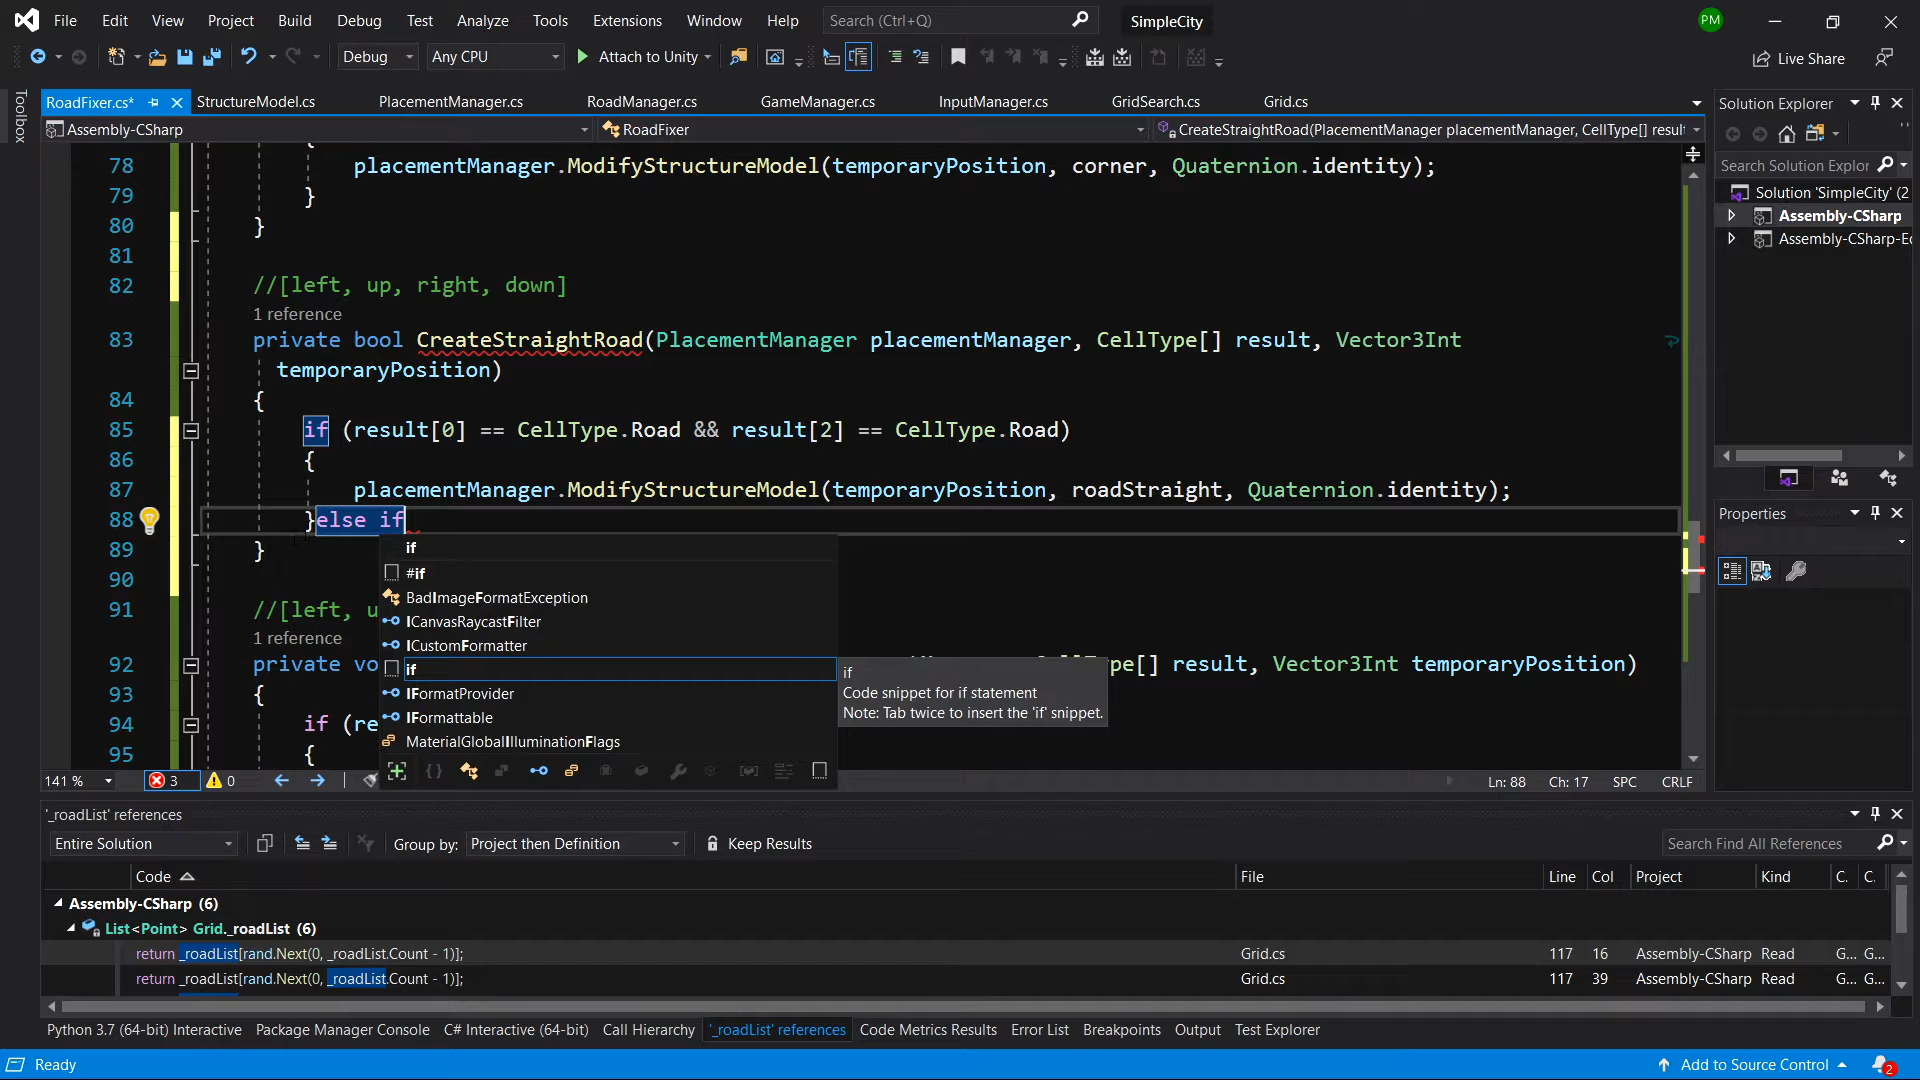 File Edit View Project Build Debug Test Analyze Tools Extensions Window Help Search (Ctrl+Q) SimpleCity PM
Debug Any CPU Attach to Unity Live Share
Toolbox
RoadFixer.cs* StructureModel.cs PlacementManager.cs RoadManager.cs GameManager.cs InputManager.cs GridSearch.cs Grid.cs
Assembly-CSharp RoadFixer CreateStraightRoad(PlacementManager placementManager, CellType[] resul
78 placementManager.ModifyStructureModel(temporaryPosition, corner, Quaternion.identity);
79 }
80 }
81
82 //[left, up, right, down]
1 reference
83 private bool CreateStraightRoad(PlacementManager placementManager, CellType[] result, Vector3Int
temporaryPosition)
84 {
85 if (result[0] == CellType.Road && result[2] == CellType.Road)
86 {
87 placementManager.ModifyStructureModel(temporaryPosition, roadStraight, Quaternion.identity);
88 }else if
89 }
90
91 //[left, u
1 reference
92 private vo ype[] result, Vector3Int temporaryPosition)
93 {
94 if (re
95 {
if
#if
BadImageFormatException
ICanvasRaycastFilter
ICustomFormatter
if
IFormatProvider
IFormattable
MaterialGlobalIlluminationFlags
if
Code snippet for if statement
Note: Tab twice to insert the 'if' snippet.
141 % 3 0 Ln: 88 Ch: 17 SPC CRLF
Solution Explorer
Search Solution Explor
Solution 'SimpleCity' (2
Assembly-CSharp
Assembly-CSharp-Ec
Properties
'_roadList' references
Entire Solution Group by: Project then Definition Keep Results Search Find All References
Code File Line Col Project Kind C. C.
Assembly-CSharp (6)
List<Point> Grid._roadList (6)
return _roadList[rand.Next(0, _roadList.Count - 1)]; Grid.cs 117 16 Assembly-CSharp Read G... G...
return _roadList[rand.Next(0, _roadList.Count - 1)]; Grid.cs 117 39 Assembly-CSharp Read G... G...
Python 3.7 (64-bit) Interactive Package Manager Console C# Interactive (64-bit) Call Hierarchy '_roadList' references Code Metrics Results Error List Breakpoints Output Test Explorer
Ready Add to Source Control 2